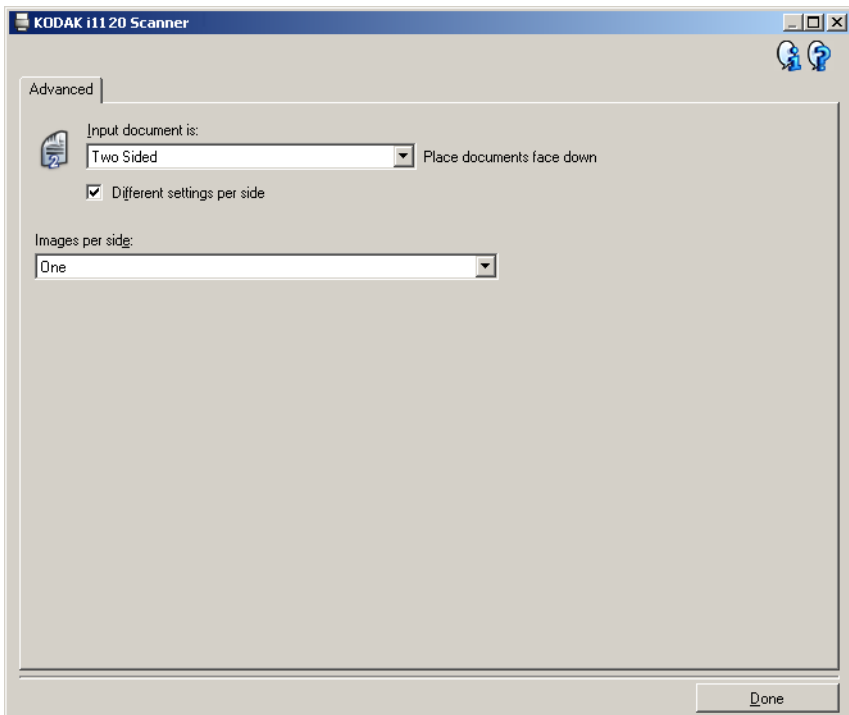 KODAK i1120 Scanner
Advanced
Input document is:
2
Two Sided
Place documents face down
Different settings per side
Images per side:
One
Done